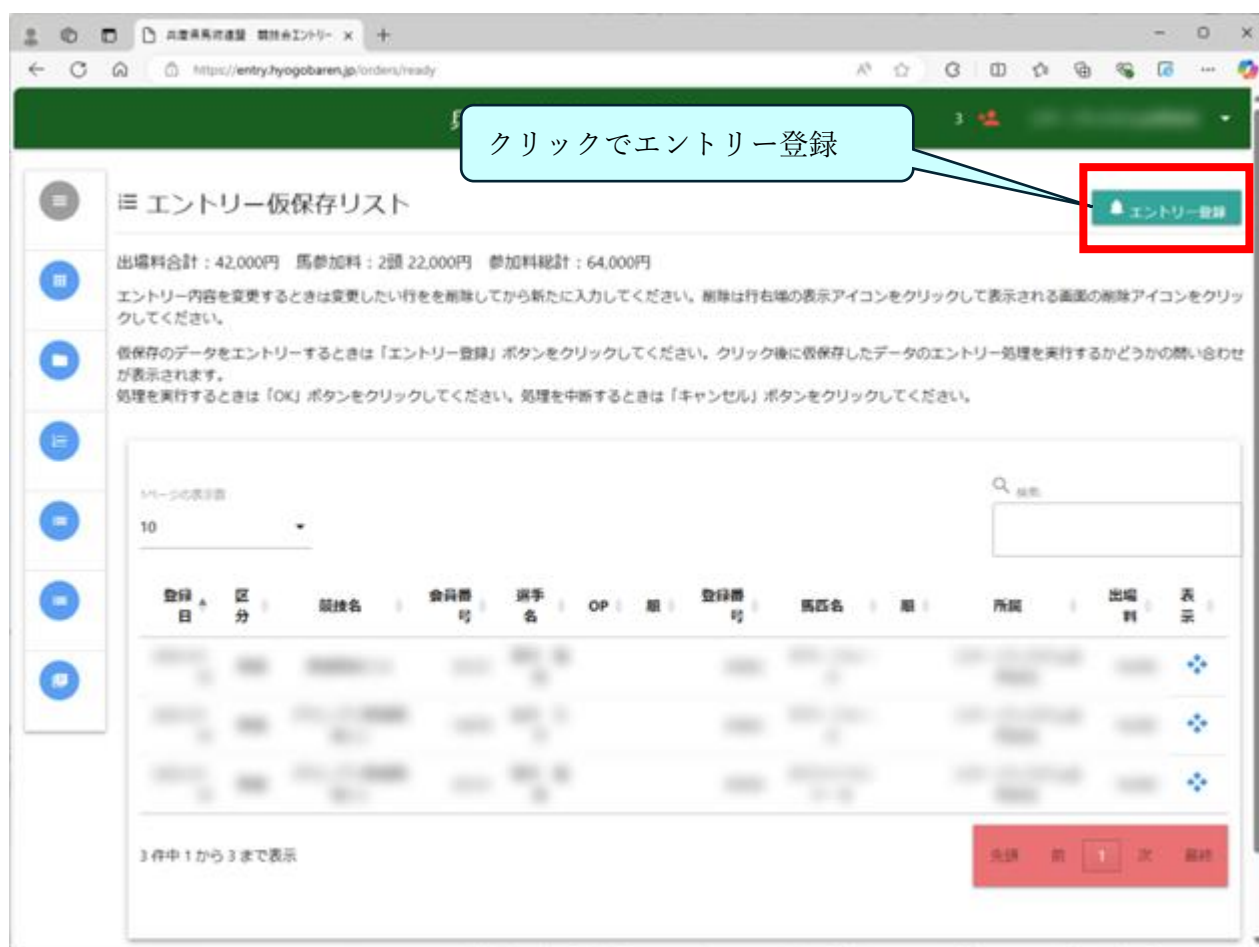 兵庫県馬術連盟 競技会エントリー
https://entry.hyogobaren.jp/orders/ready
3
クリックでエントリー登録
エントリー仮保存リスト
エントリー登録
出場料合計：42,000円 馬参加料：2頭 22,000円 参加料総計：64,000円
エントリー内容を変更するときは変更したい行をを削除してから新たに入力してください。削除は行右端の表示アイコンをクリックして表示される画面の削除アイコンをクリッ
クしてください。
仮保存のデータをエントリーするときは「エントリー登録」ボタンをクリックしてください。クリック後に仮保存したデータのエントリー処理を実行するかどうかの問い合わせ
が表示されます。
処理を実行するときは「OK」ボタンをクリックしてください。処理を中断するときは「キャンセル」ボタンをクリックしてください。
1ページの表示数
検索:
10
登録日 区分 競技名 会員番号 選手名 OP 順 登録番号 馬匹名 順 所属 出場料 表示
3 件中 1 から 3 まで表示
先頭 前 1 次 最終